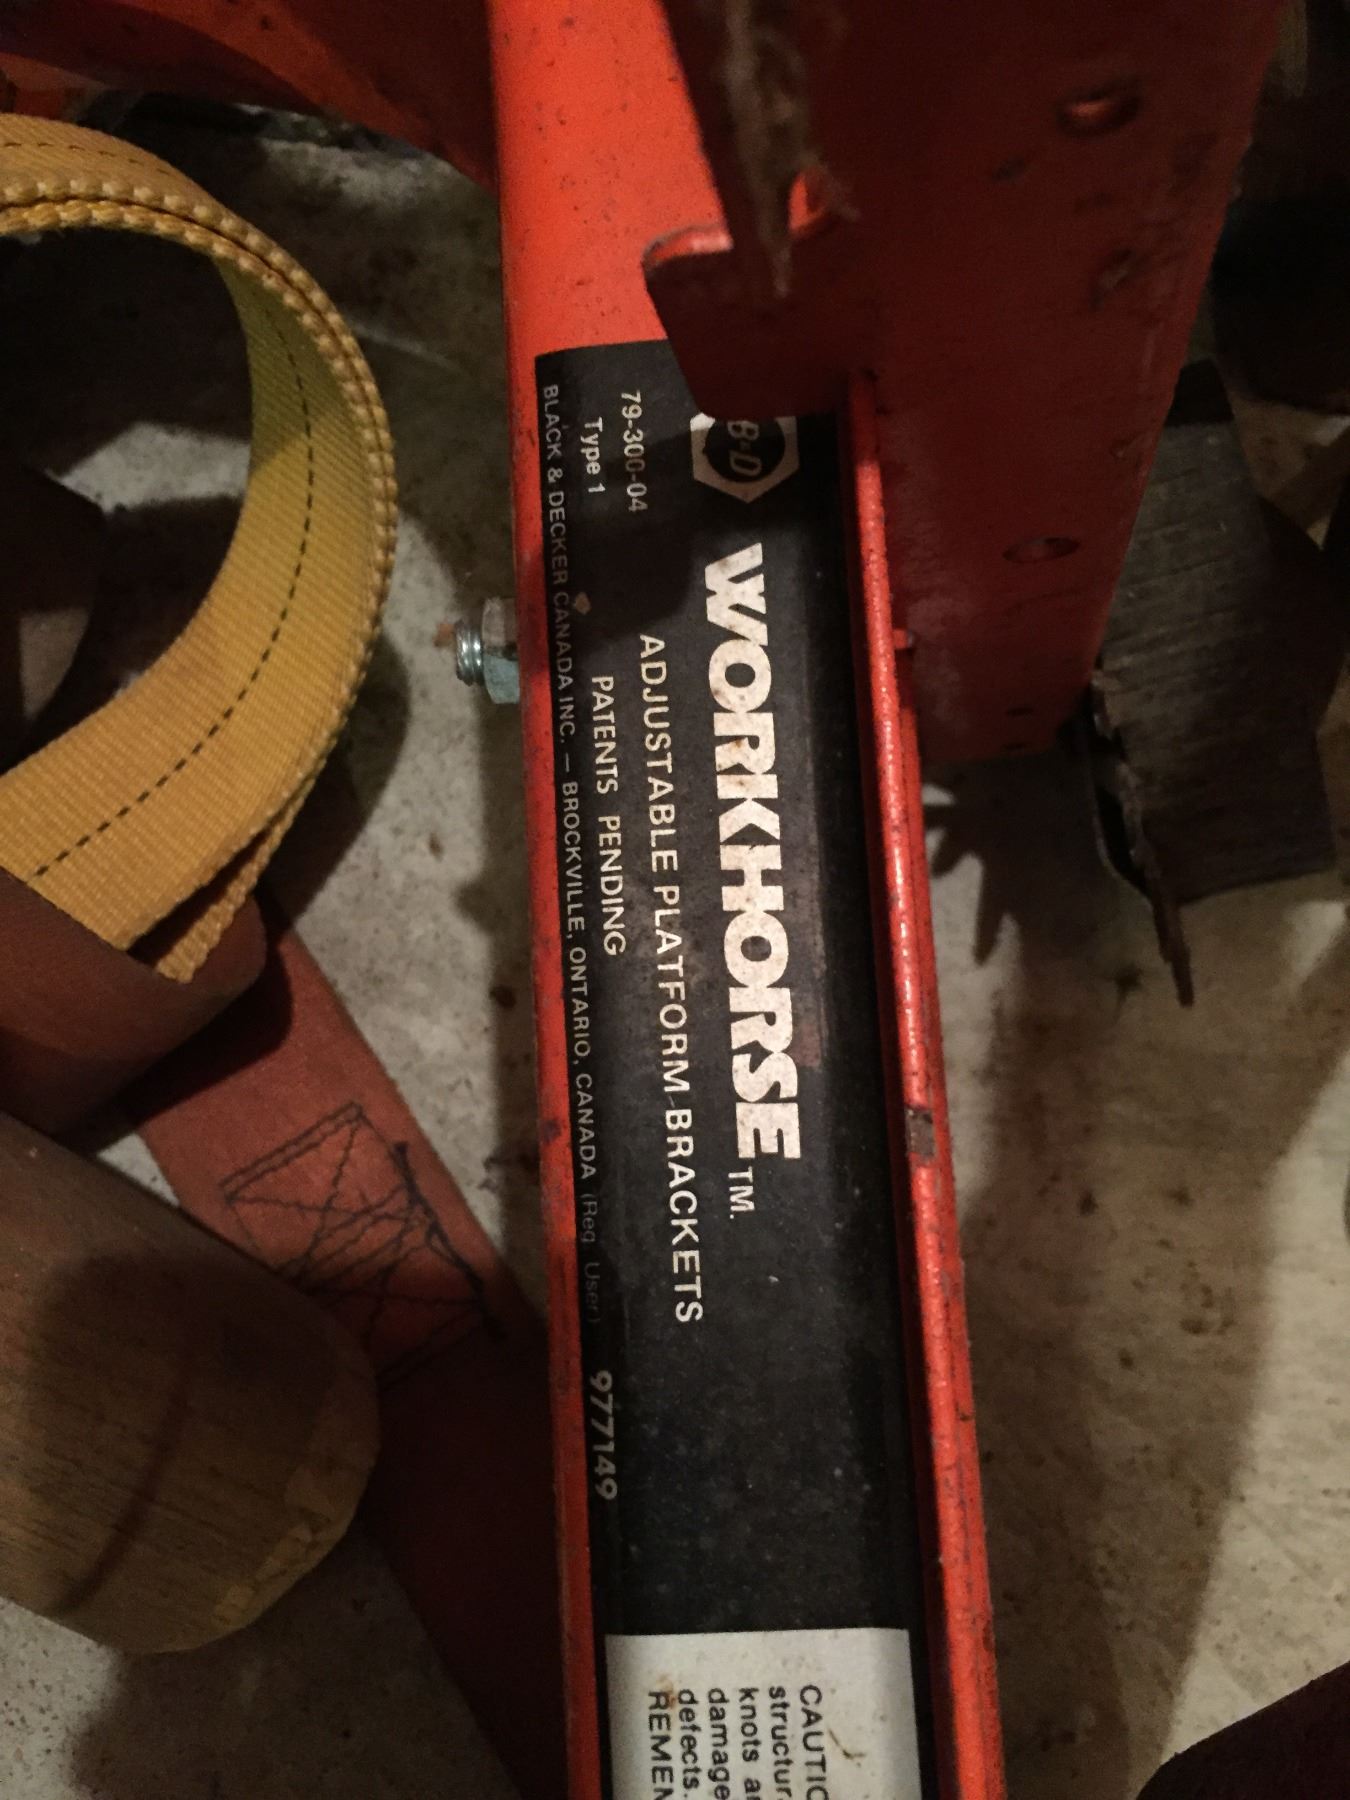 B-D
WORKHORSE TM.
79-300-04
ADJUSTABLE PLATFORM-BRACKETS
Type 1
PATENTS PENDING
BLACK & DECKER CANADA INC. — BROCKVILLE, ONTARIO, CANADA (Reg. User)
977149
CAUTIO
structur
knots a
damage
defects.
REMEM